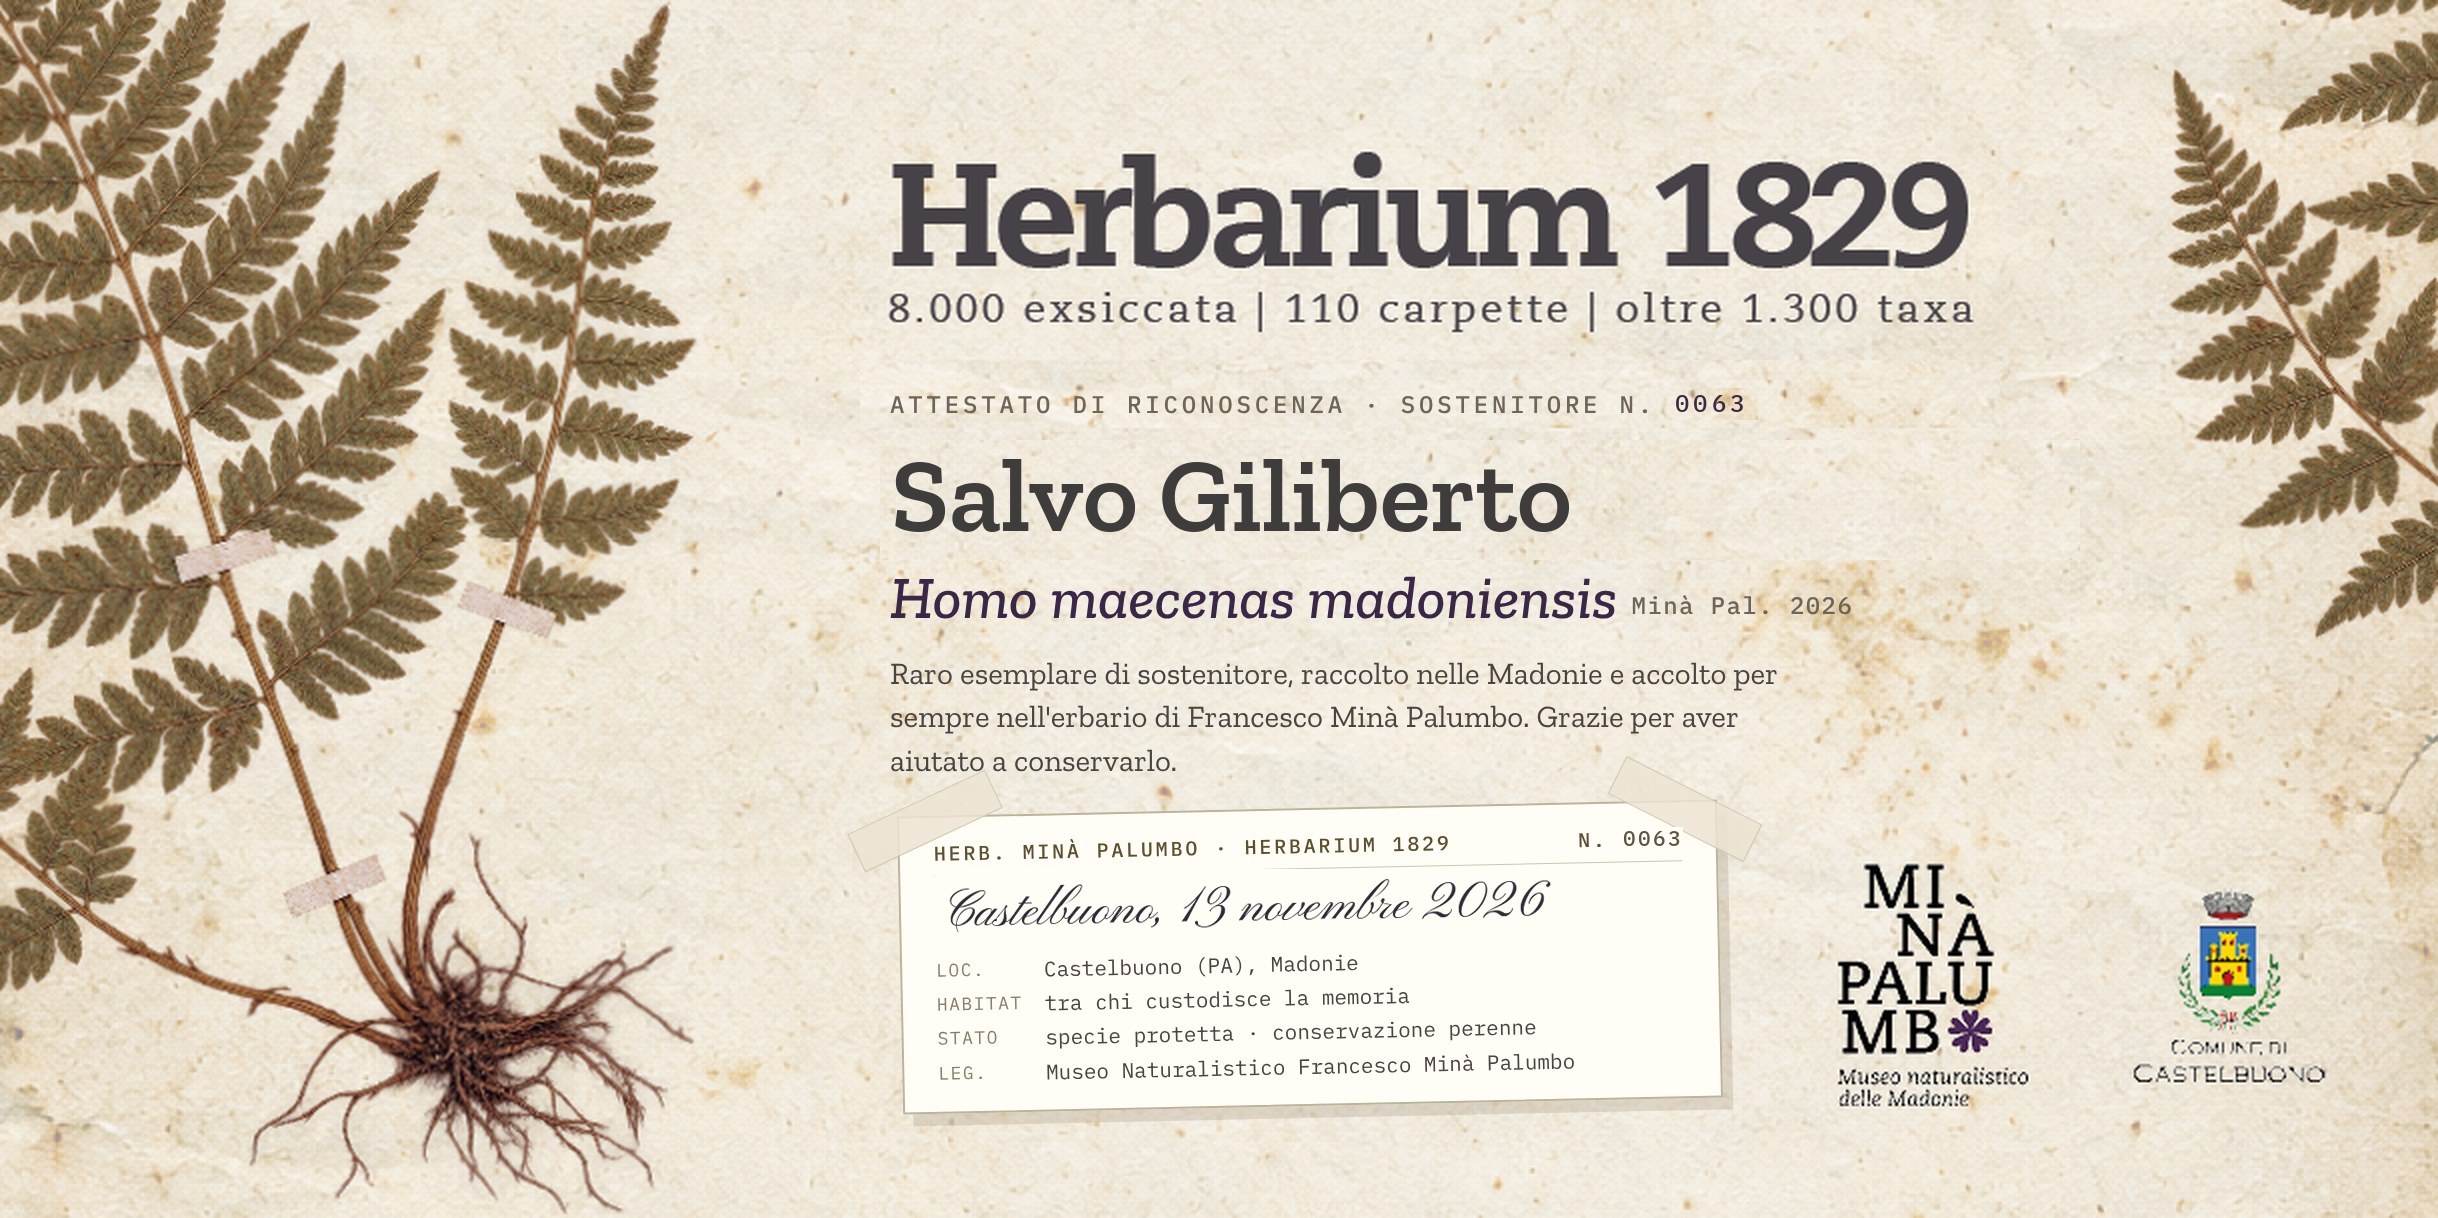 Herbarium 1829
8.000 exsiccata | 110 carpette | oltre 1.300 taxa
ATTESTATO DI RICONOSCENZA · SOSTENITORE N. 0063
Salvo Giliberto
Homo maecenas madoniensis Minà Pal. 2026
Raro esemplare di sostenitore, raccolto nelle Madonie e accolto per
sempre nell'erbario di Francesco Minà Palumbo. Grazie per aver
aiutato a conservarlo.
HERB. MINÀ PALUMBO · HERBARIUM 1829 N. 0063
Castelbuono, 13 novembre 2026
LOC. Castelbuono (PA), Madonie
HABITAT tra chi custodisce la memoria
STATO specie protetta · conservazione perenne
LEG. Museo Naturalistico Francesco Minà Palumbo
MI
NÀ
PALU
MB
Museo naturalistico
delle Madonie
COMUNE DI
CASTELBUONO